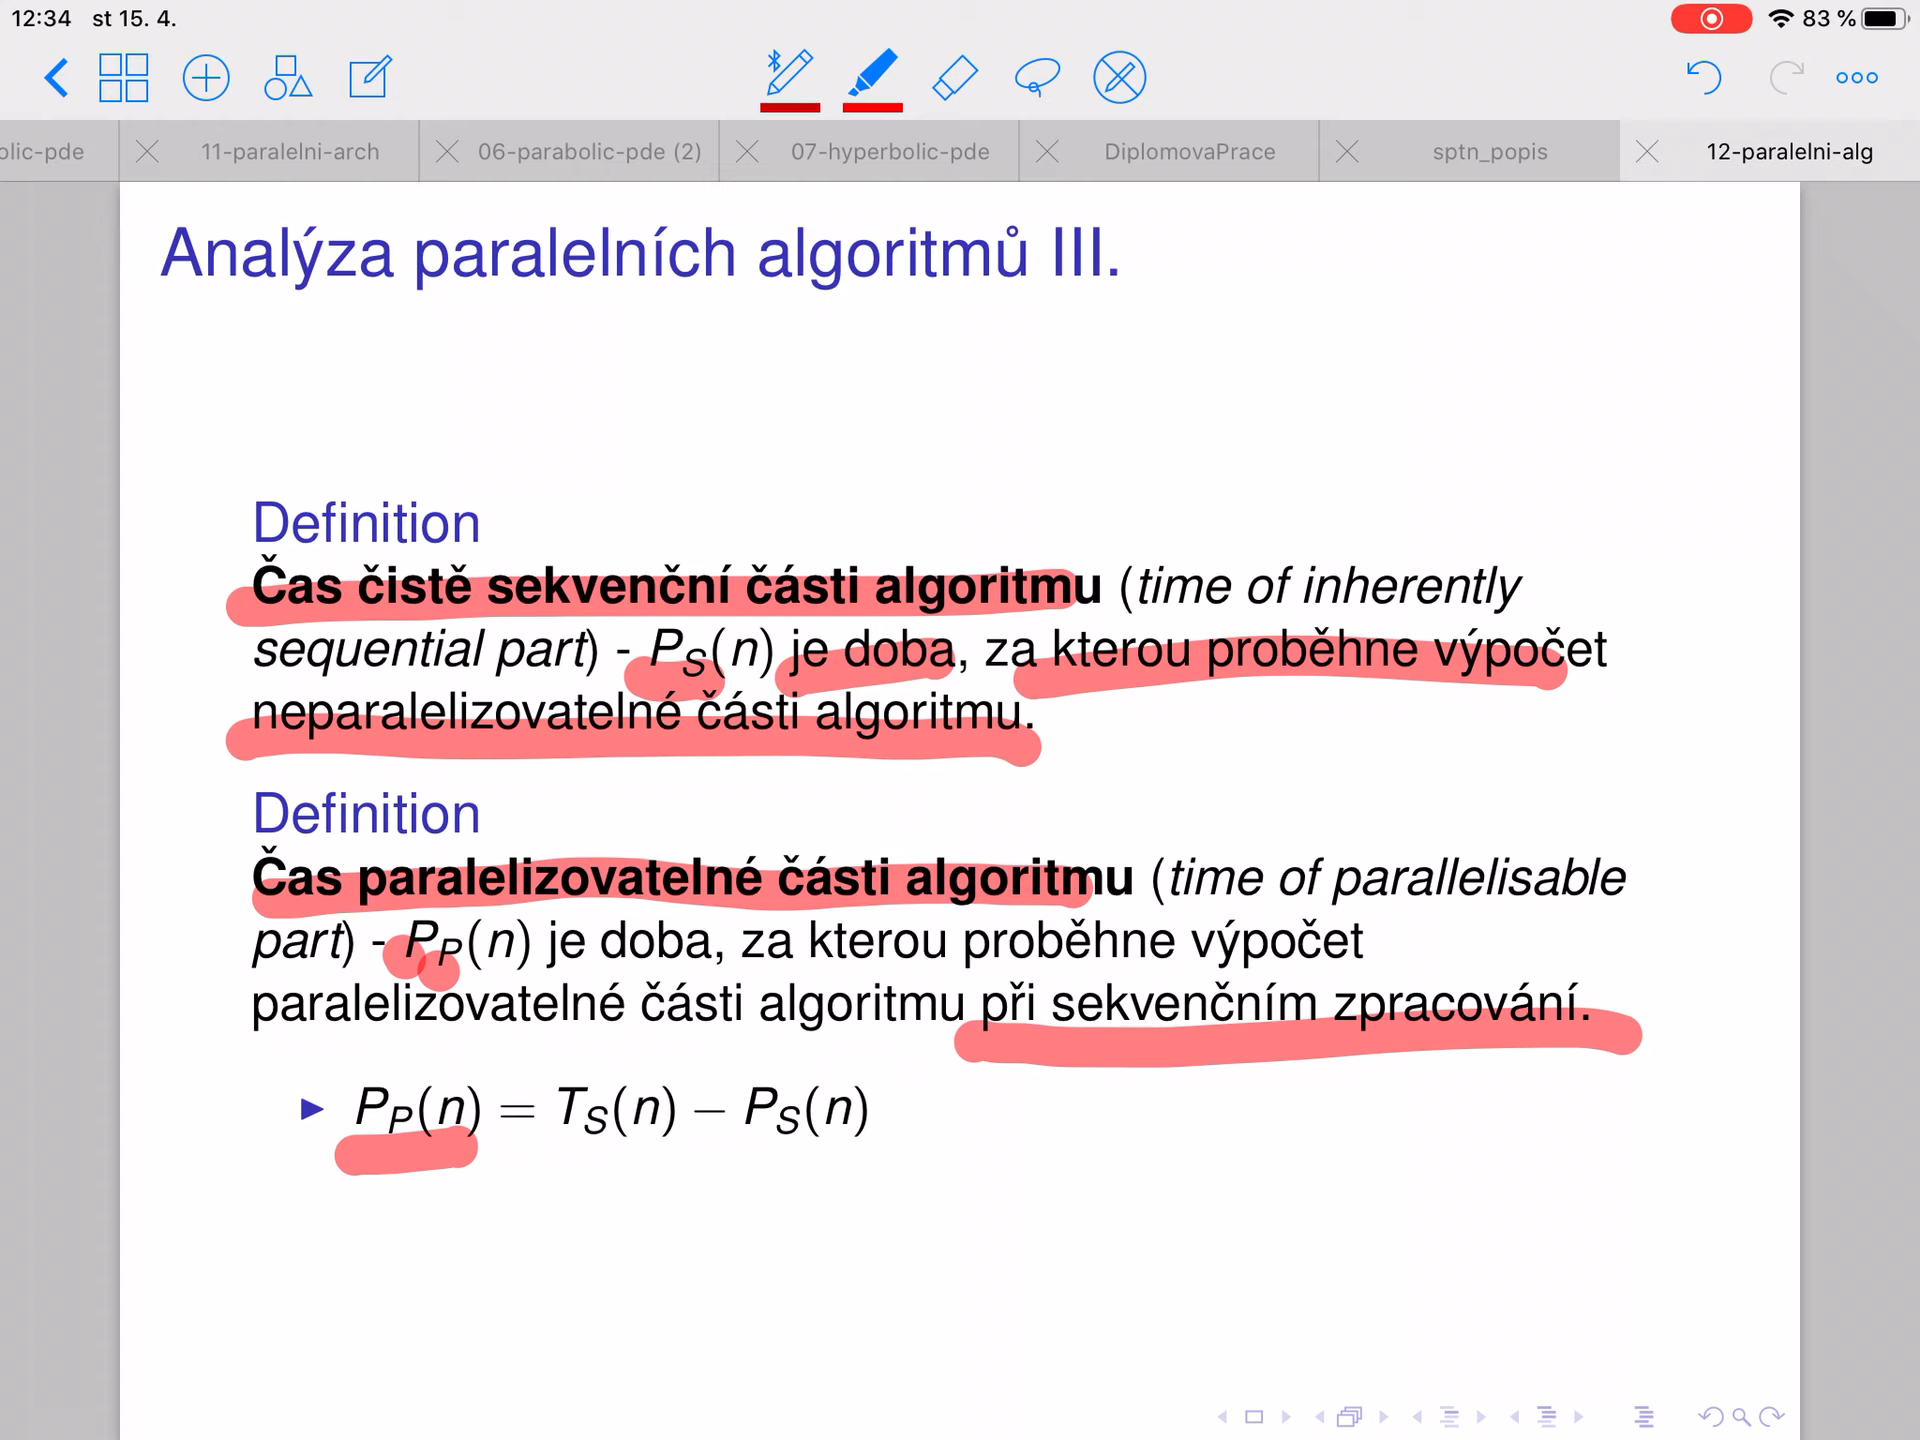 12:34 st 15. 4.
83 %
olic-pde
11-paralelni-arch
06-parabolic-pde (2)
07-hyperbolic-pde
DiplomovaPrace
sptn_popis
12-paralelni-alg
Analýza paralelních algoritmů III.
Definition
Čas čistě sekvenční části algoritmu (time of inherently
sequential part) - P_S(n) je doba, za kterou proběhne výpočet
neparalelizovatelné části algoritmu.
Definition
Čas paralelizovatelné části algoritmu (time of parallelisable
part) - P_P(n) je doba, za kterou proběhne výpočet
paralelizovatelné části algoritmu při sekvenčním zpracování.
▶ P_P(n) = T_S(n) − P_S(n)